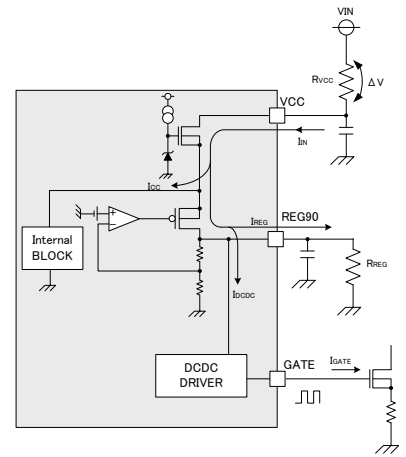 VIN
RVCC
ΔV
VCC
IIN
ICC
IREG
REG90
+
-
Internal
BLOCK
IDCDC
RREG
DCDC
DRIVER
GATE
IGATE